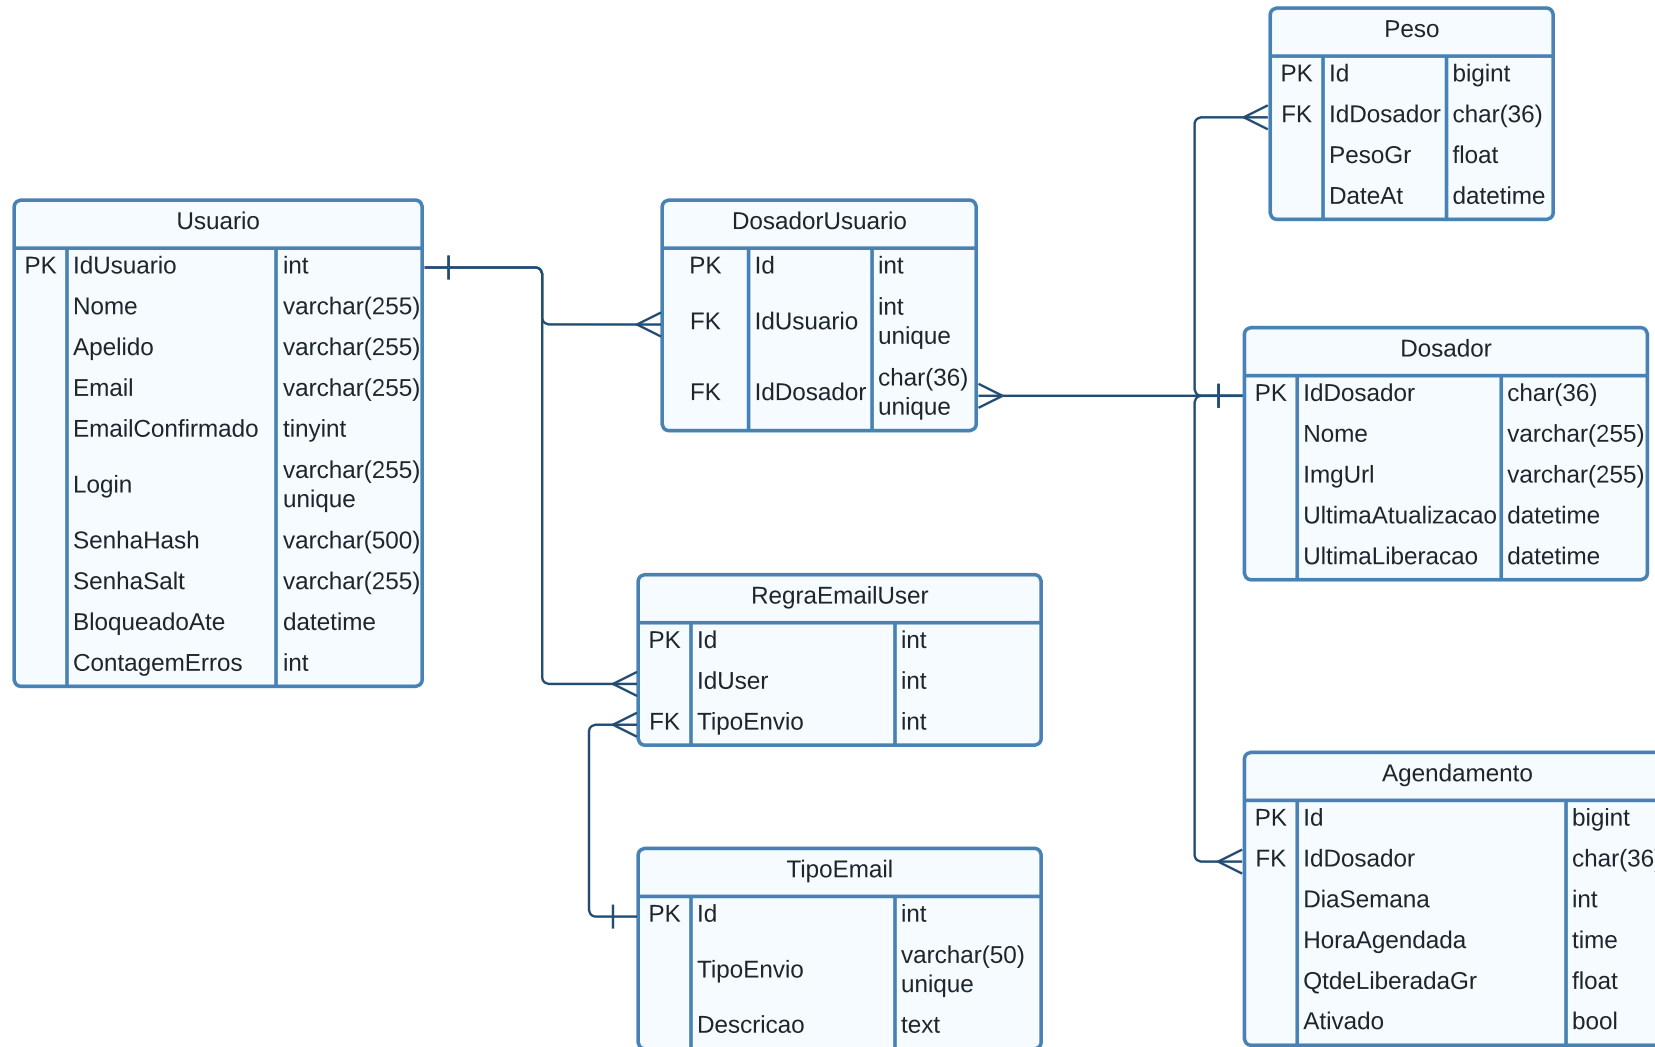 Peso
PK Id bigint
FK IdDosador char(36)
PesoGr float
DateAt datetime
Usuario
PK IdUsuario int
Nome varchar(255)
Apelido varchar(255)
Email varchar(255)
EmailConfirmado tinyint
Login varchar(255)
unique
SenhaHash varchar(500)
SenhaSalt varchar(255)
BloqueadoAte datetime
ContagemErros int
DosadorUsuario
PK Id int
FK IdUsuario int
unique
FK IdDosador char(36)
unique
Dosador
PK IdDosador char(36)
Nome varchar(255)
ImgUrl varchar(255)
UltimaAtualizacao datetime
UltimaLiberacao datetime
RegraEmailUser
PK Id int
IdUser int
FK TipoEnvio int
Agendamento
PK Id bigint
FK IdDosador char(36)
DiaSemana int
HoraAgendada time
QtdeLiberadaGr float
Ativado bool
TipoEmail
PK Id int
TipoEnvio varchar(50)
unique
Descricao text